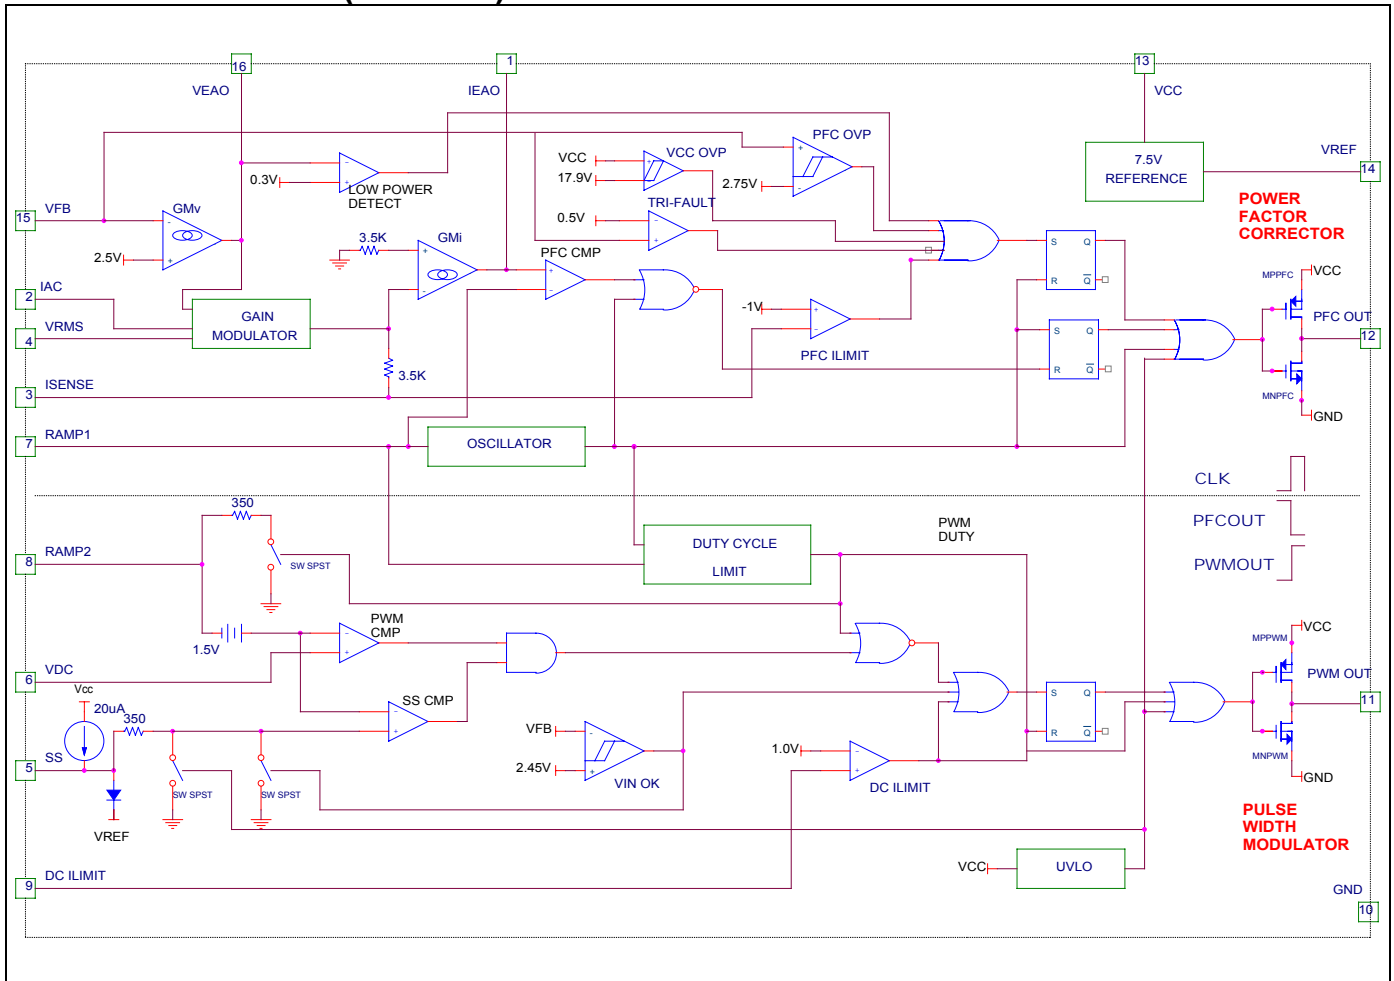 16
1
13
VEAO
IEAO
VCC
PFC OVP
VCC OVP
VCC
17.9V
7.5V
REFERENCE
VREF
14
0.3V
LOW POWER
DETECT
2.75V
TRI-FAULT
0.5V
POWER
FACTOR
CORRECTOR
15
VFB
GMv
2.5V
3.5K
GMi
PFC CMP
S
Q
R
Q
MPPFC
VCC
2
IAC
VRMS
4
GAIN
MODULATOR
-1V
PFC ILIMIT
S
Q
R
Q
PFC OUT
12
3.5K
3
ISENSE
MNPFC
GND
7
RAMP1
OSCILLATOR
CLK
350
PWM
DUTY
PFCOUT
DUTY CYCLE
LIMIT
8
RAMP2
SW SPST
PWMOUT
PWM
CMP
1.5V
MPPWM
VCC
6
VDC
PWM OUT
Vcc
20uA
350
SS CMP
S
Q
R
Q
11
VFB
1.0V
MNPWM
5
SS
2.45V
VIN OK
DC ILIMIT
GND
SW SPST
SW SPST
VREF
PULSE
WIDTH
MODULATOR
9
DC ILIMIT
VCC
UVLO
GND
10